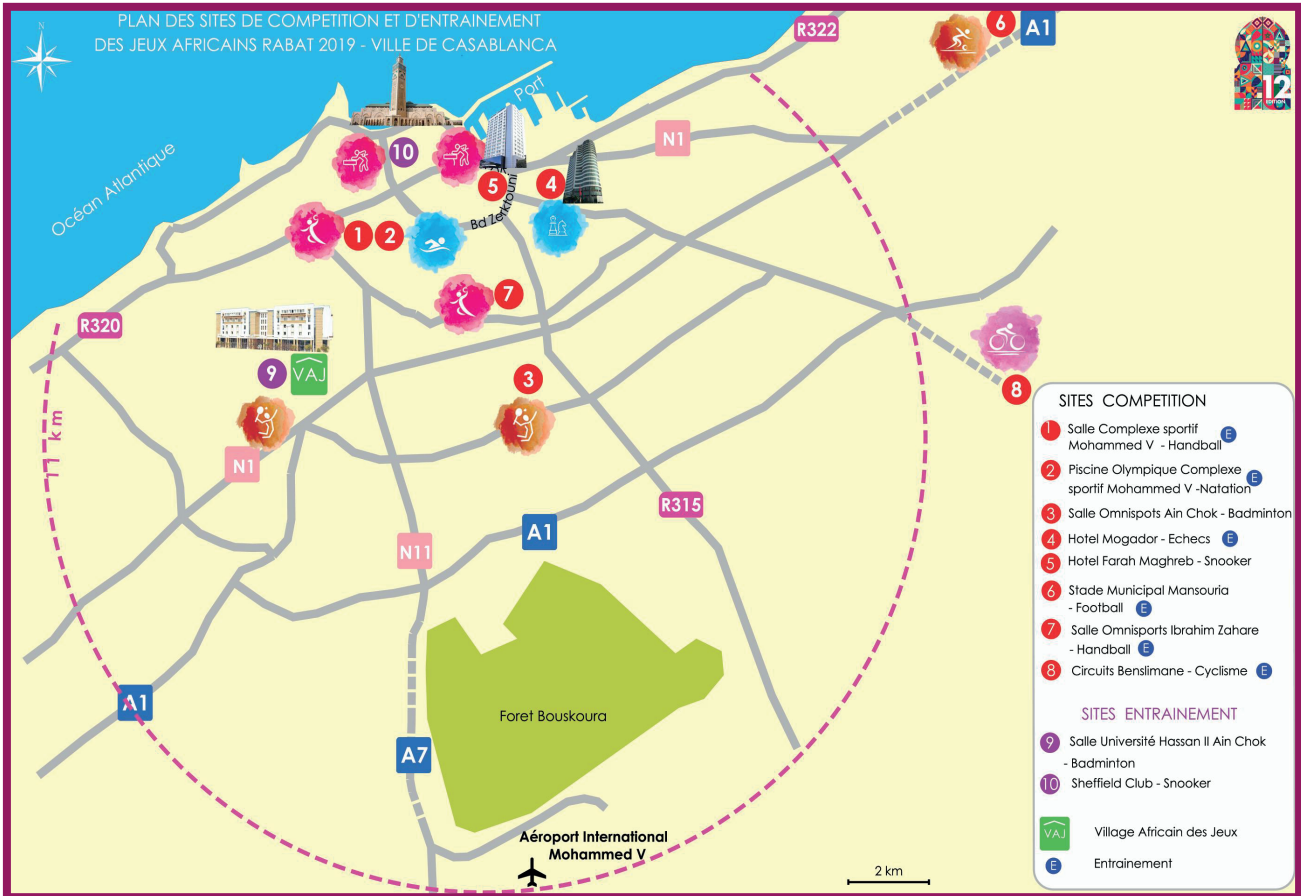 PLAN DES SITES DE COMPETITION ET D'ENTRAINEMENT
DES JEUX AFRICAINS RABAT 2019 - VILLE DE CASABLANCA
N
R322
6
A1
12
EDITION
Port
Océan Atlantique
10
N1
5
4
Bd Zerktouni
1
2
7
R320
9
VAJ
3
8
11 km
N1
R315
A1
N11
A1
Foret Bouskoura
A7
Aéroport International
Mohammed V
2 km
SITES COMPETITION
1 Salle Complexe sportif
Mohammed V - Handball E
2 Piscine Olympique Complexe
sportif Mohammed V -Natation E
3 Salle Omnispots Ain Chok - Badminton
4 Hotel Mogador - Echecs E
5 Hotel Farah Maghreb - Snooker
6 Stade Municipal Mansouria
- Football E
7 Salle Omnisports Ibrahim Zahare
- Handball E
8 Circuits Benslimane - Cyclisme E
SITES ENTRAINEMENT
9 Salle Université Hassan II Ain Chok
- Badminton
10 Sheffield Club - Snooker
VAJ Village Africain des Jeux
E Entrainement